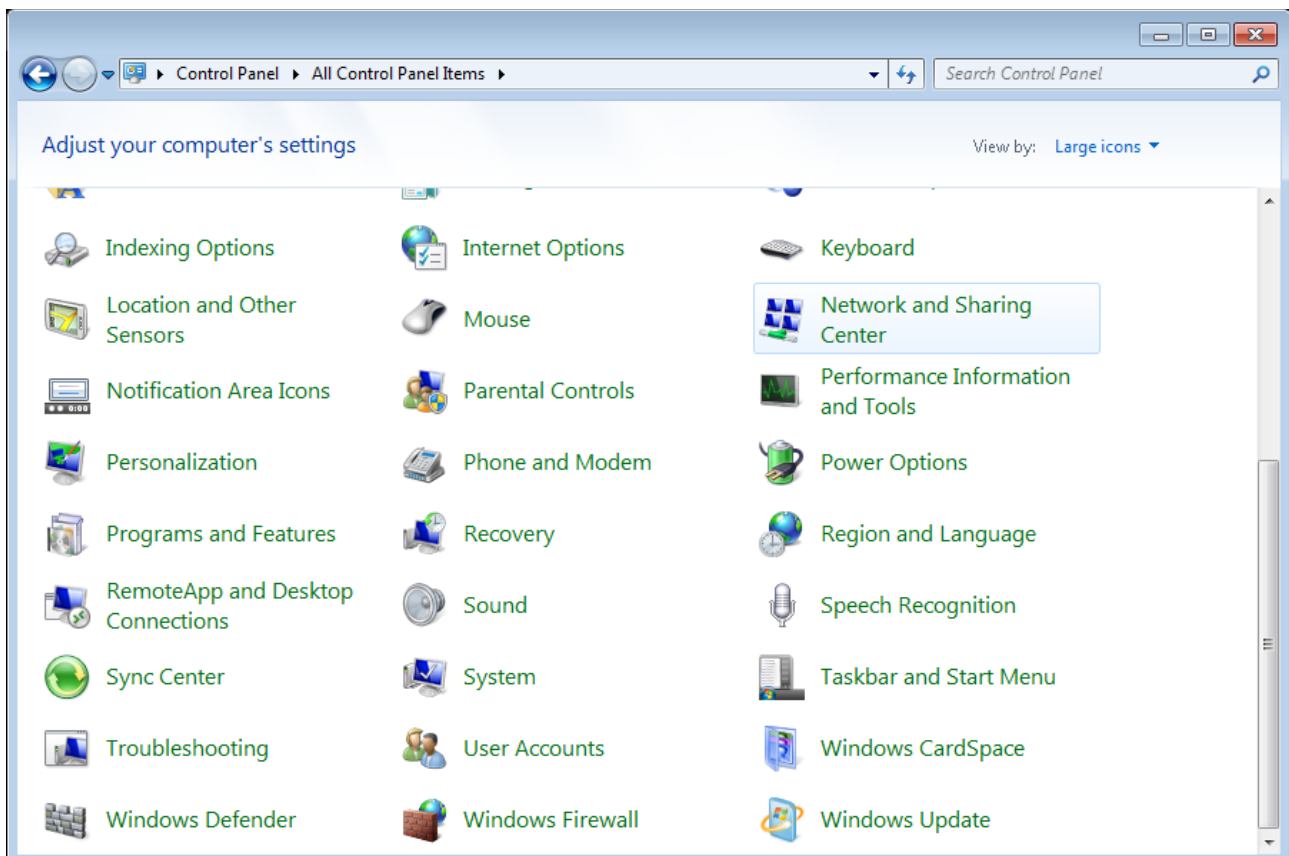 Control Panel ▸ All Control Panel Items ▸
Search Control Panel
Adjust your computer's settings
View by: Large icons
Indexing Options
Internet Options
Keyboard
Location and Other
Sensors
Mouse
Network and Sharing
Center
Notification Area Icons
Parental Controls
Performance Information
and Tools
Personalization
Phone and Modem
Power Options
Programs and Features
Recovery
Region and Language
RemoteApp and Desktop
Connections
Sound
Speech Recognition
Sync Center
System
Taskbar and Start Menu
Troubleshooting
User Accounts
Windows CardSpace
Windows Defender
Windows Firewall
Windows Update